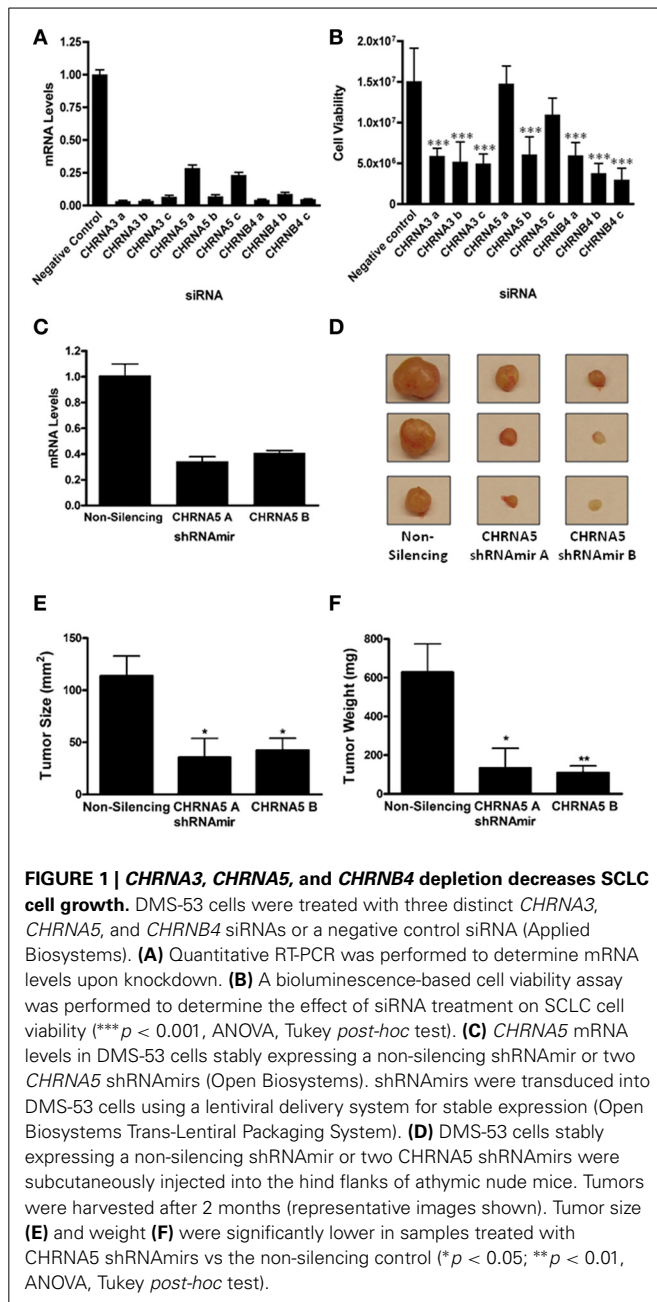 A
B
mRNA Levels
1.25
1.00
0.75
0.50
0.25
0.00
Negative Control
CHRNA3 a
CHRNA3 b
CHRNA3 c
CHRNA5 a
CHRNA5 b
CHRNA5 c
CHRNB4 a
CHRNB4 b
CHRNB4 c
siRNA
Cell Viability
2.0x10⁷
1.5x10⁷
1.0x10⁷
5.0x10⁶
0
*** *** *** *** *** *** ***
Negative control
CHRNA3 a
CHRNA3 b
CHRNA3 c
CHRNA5 a
CHRNA5 b
CHRNA5 c
CHRNB4 a
CHRNB4 b
CHRNB4 c
siRNA
C
D
mRNA Levels
1.2
1.0
0.8
0.6
0.4
0.2
0.0
Non-Silencing CHRNA5 A CHRNA5 B
shRNAmir
Non-
Silencing
CHRNA5
shRNAmir A
CHRNA5
shRNAmir B
E
F
Tumor Size (mm²)
150
100
50
0
* *
Non-Silencing CHRNA5 A CHRNA5 B
shRNAmir
Tumor Weight (mg)
800
600
400
200
0
* **
Non-Silencing CHRNA5 A CHRNA5 B
shRNAmir
FIGURE 1 | CHRNA3, CHRNA5, and CHRNB4 depletion decreases SCLC
cell growth. DMS-53 cells were treated with three distinct CHRNA3,
CHRNA5, and CHRNB4 siRNAs or a negative control siRNA (Applied
Biosystems). (A) Quantitative RT-PCR was performed to determine mRNA
levels upon knockdown. (B) A bioluminescence-based cell viability assay
was performed to determine the effect of siRNA treatment on SCLC cell
viability (***p < 0.001, ANOVA, Tukey post-hoc test). (C) CHRNA5 mRNA
levels in DMS-53 cells stably expressing a non-silencing shRNAmir or two
CHRNA5 shRNAmirs (Open Biosystems). shRNAmirs were transduced into
DMS-53 cells using a lentiviral delivery system for stable expression (Open
Biosystems Trans-Lentiral Packaging System). (D) DMS-53 cells stably
expressing a non-silencing shRNAmir or two CHRNA5 shRNAmirs were
subcutaneously injected into the hind flanks of athymic nude mice. Tumors
were harvested after 2 months (representative images shown). Tumor size
(E) and weight (F) were significantly lower in samples treated with
CHRNA5 shRNAmirs vs the non-silencing control (*p < 0.05; **p < 0.01,
ANOVA, Tukey post-hoc test).